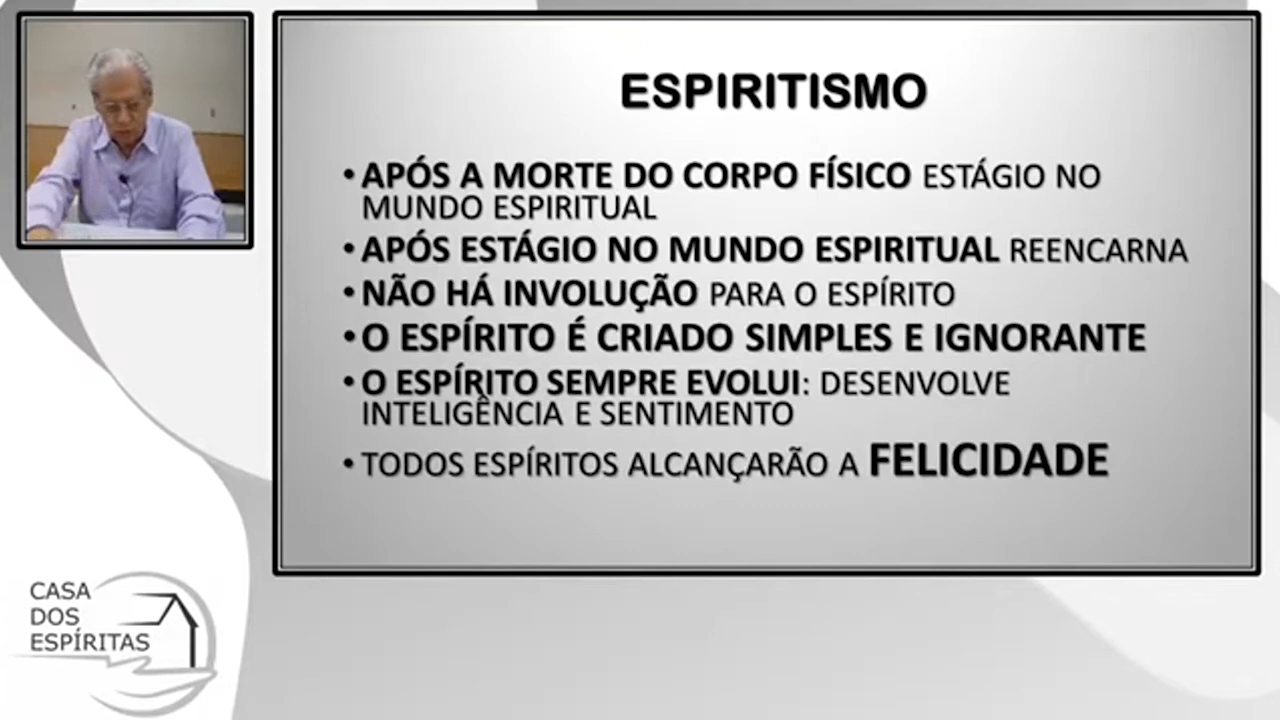 ESPIRITISMO
•APÓS A MORTE DO CORPO FÍSICO ESTÁGIO NO
MUNDO ESPIRITUAL
•APÓS ESTÁGIO NO MUNDO ESPIRITUAL REENCARNA
•NÃO HÁ INVOLUÇÃO PARA O ESPÍRITO
•O ESPÍRITO É CRIADO SIMPLES E IGNORANTE
•O ESPÍRITO SEMPRE EVOLUI: DESENVOLVE
INTELIGÊNCIA E SENTIMENTO
•TODOS ESPÍRITOS ALCANÇARÃO A FELICIDADE
CASA
DOS
ESPÍRITAS